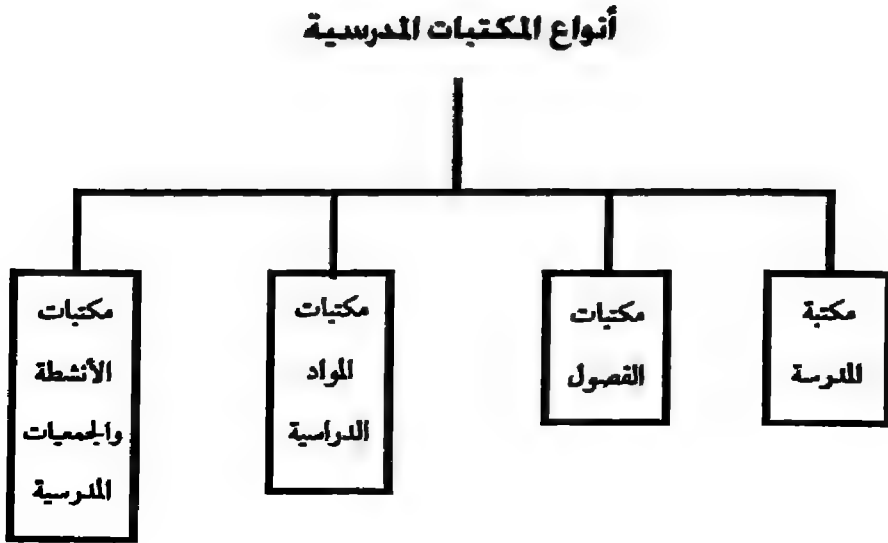 أنواع المكتبات المدرسية
مكتبة
المدرسة
مكتبات
الفصول
مكتبات
المواد
الدراسية
مكتبات
الأنشطة
والجمعيات
المدرسية